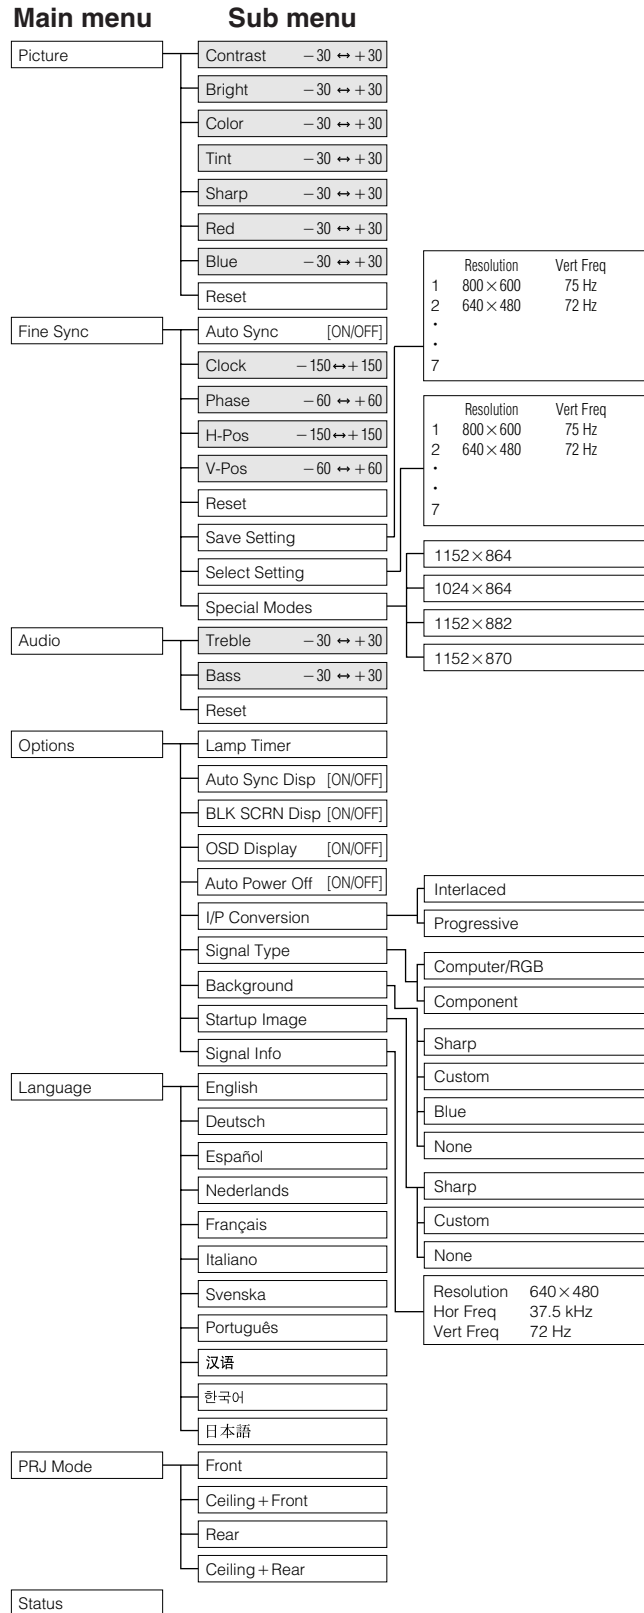 Main menu Sub menu
Picture
Contrast −30 ↔ +30
Bright −30 ↔ +30
Color −30 ↔ +30
Tint −30 ↔ +30
Sharp −30 ↔ +30
Red −30 ↔ +30
Blue −30 ↔ +30
Reset
Fine Sync
Auto Sync [ON/OFF]
Clock −150↔+150
Phase −60 ↔ +60
H-Pos −150↔+150
V-Pos −60 ↔ +60
Reset
Save Setting
Resolution Vert Freq
1 800×600 75 Hz
2 640×480 72 Hz
•
•
7
Select Setting
Resolution Vert Freq
1 800×600 75 Hz
2 640×480 72 Hz
•
•
7
Special Modes
1152×864
1024×864
1152×882
1152×870
Audio
Treble −30 ↔ +30
Bass −30 ↔ +30
Reset
Options
Lamp Timer
Auto Sync Disp [ON/OFF]
BLK SCRN Disp [ON/OFF]
OSD Display [ON/OFF]
Auto Power Off [ON/OFF]
I/P Conversion
Interlaced
Progressive
Signal Type
Computer/RGB
Component
Background
Sharp
Custom
Blue
None
Startup Image
Sharp
Custom
None
Signal Info
Resolution 640×480
Hor Freq 37.5 kHz
Vert Freq 72 Hz
Language
English
Deutsch
Español
Nederlands
Français
Italiano
Svenska
Português
汉语
한국어
日本語
PRJ Mode
Front
Ceiling+Front
Rear
Ceiling+Rear
Status